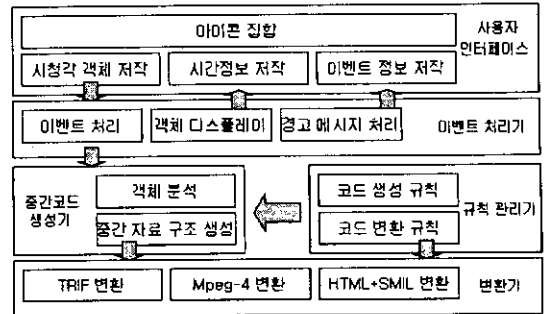 아이콘 집합
사용자
인터페이스
시청각 객체 저작
시간정보 저작
이벤트 정보 저작
이벤트 처리
객체 디스플레이
경고 메시지 처리
이벤트 처리기
중간코드
생성기
객체 분석
중간 자료 구조 생성
코드 생성 규칙
코드 변환 규칙
규칙 관리기
TRIF 변환
Mpeg-4 변환
HTML+SMIL 변환
변환기